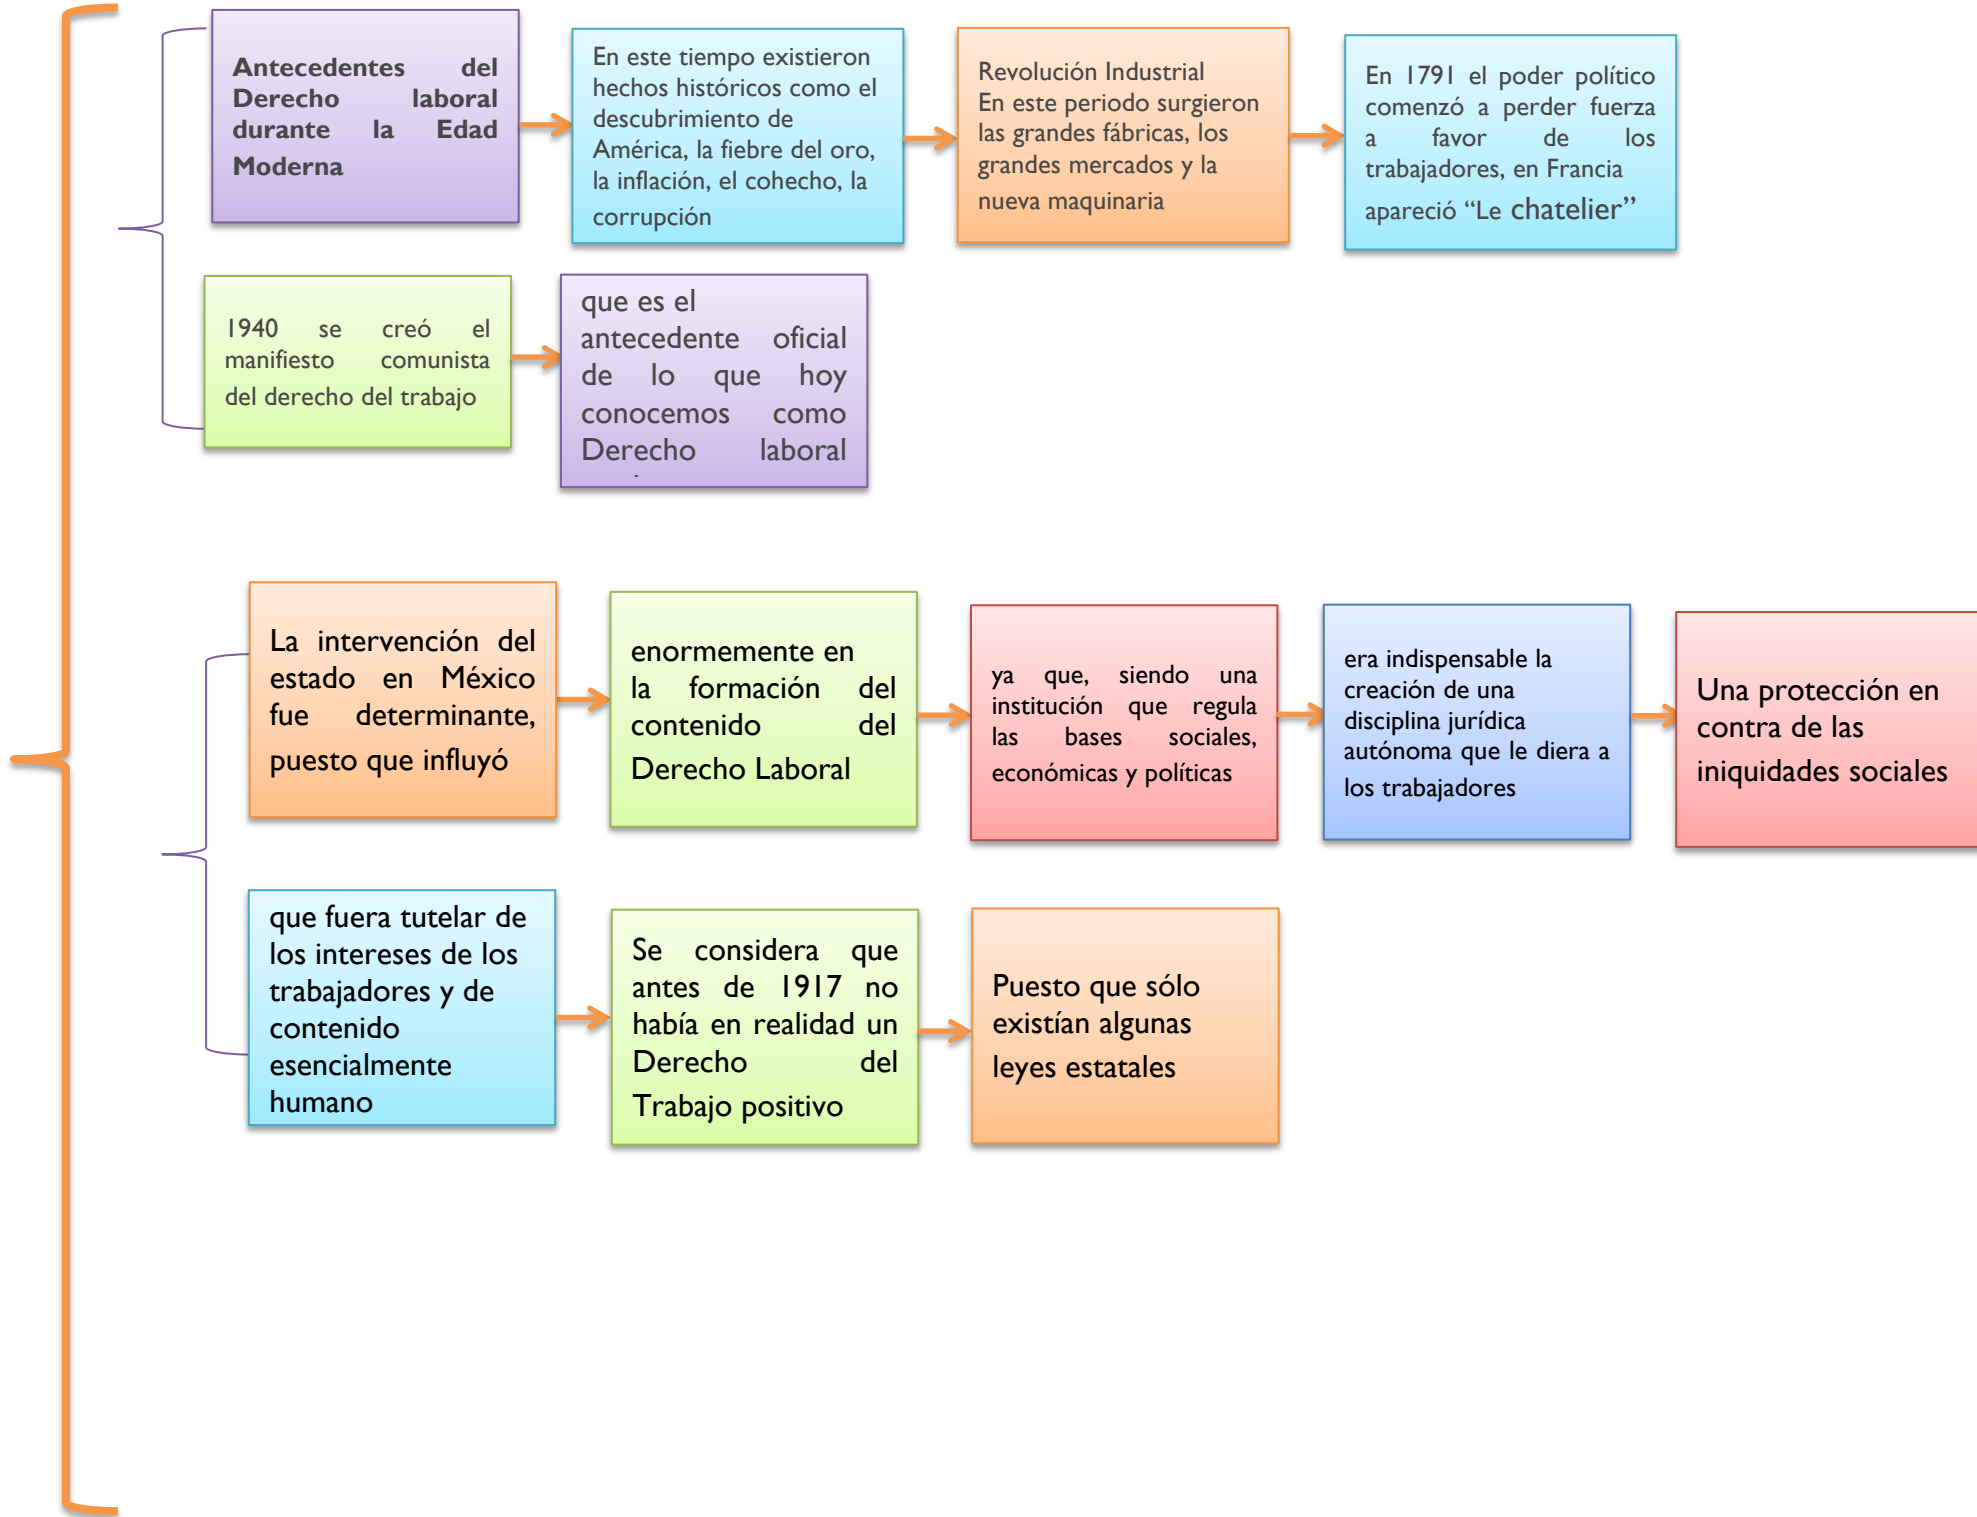 Antecedentes del
Derecho laboral
durante la Edad
Moderna
En este tiempo existieron
hechos históricos como el
descubrimiento de
América, la fiebre del oro,
la inflación, el cohecho, la
corrupción
Revolución Industrial
En este periodo surgieron
las grandes fábricas, los
grandes mercados y la
nueva maquinaria
En 1791 el poder político
comenzó a perder fuerza
a favor de los
trabajadores, en Francia
apareció “Le chatelier”
1940 se creó el
manifiesto comunista
del derecho del trabajo
que es el
antecedente oficial
de lo que hoy
conocemos como
Derecho laboral
La intervención del
estado en México
fue determinante,
puesto que influyó
enormemente en
la formación del
contenido del
Derecho Laboral
ya que, siendo una
institución que regula
las bases sociales,
económicas y políticas
era indispensable la
creación de una
disciplina jurídica
autónoma que le diera a
los trabajadores
Una protección en
contra de las
iniquidades sociales
que fuera tutelar de
los intereses de los
trabajadores y de
contenido
esencialmente
humano
Se considera que
antes de 1917 no
había en realidad un
Derecho del
Trabajo positivo
Puesto que sólo
existían algunas
leyes estatales